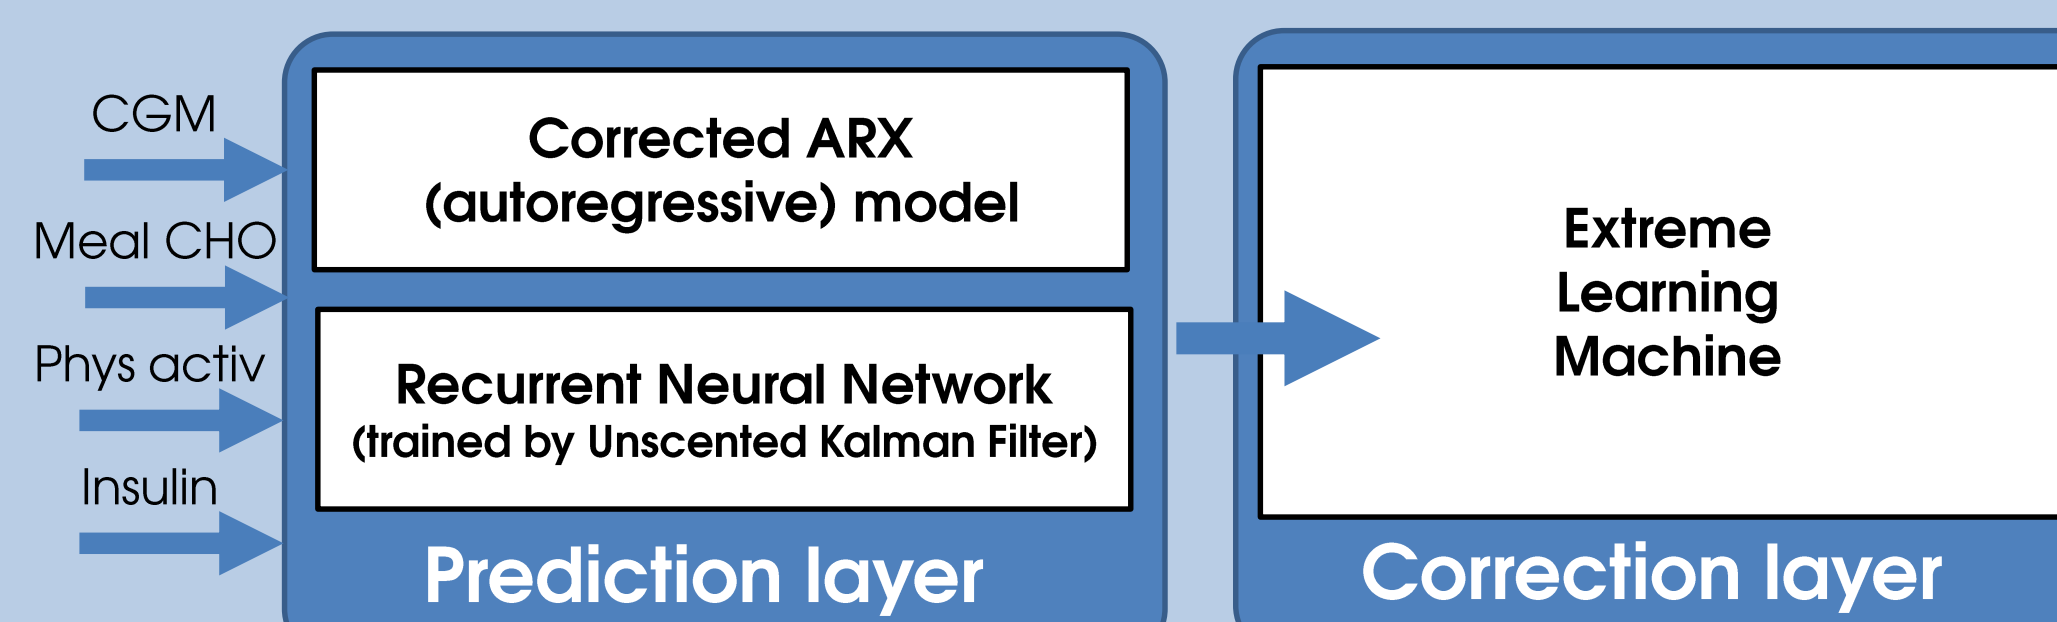 CGM
Meal CHO
Phys activ
Insulin
Corrected ARX
(autoregressive) model
Recurrent Neural Network
(trained by Unscented Kalman Filter)
Prediction layer
Extreme
Learning
Machine
Correction layer